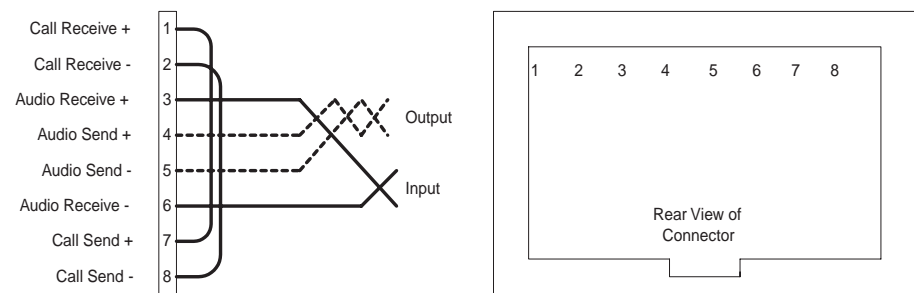 Call Receive + 1
Call Receive - 2
Audio Receive + 3
Audio Send + 4
Audio Send - 5
Audio Receive - 6
Call Send + 7
Call Send - 8
Output
Input
1 2 3 4 5 6 7 8
Rear View of
Connector